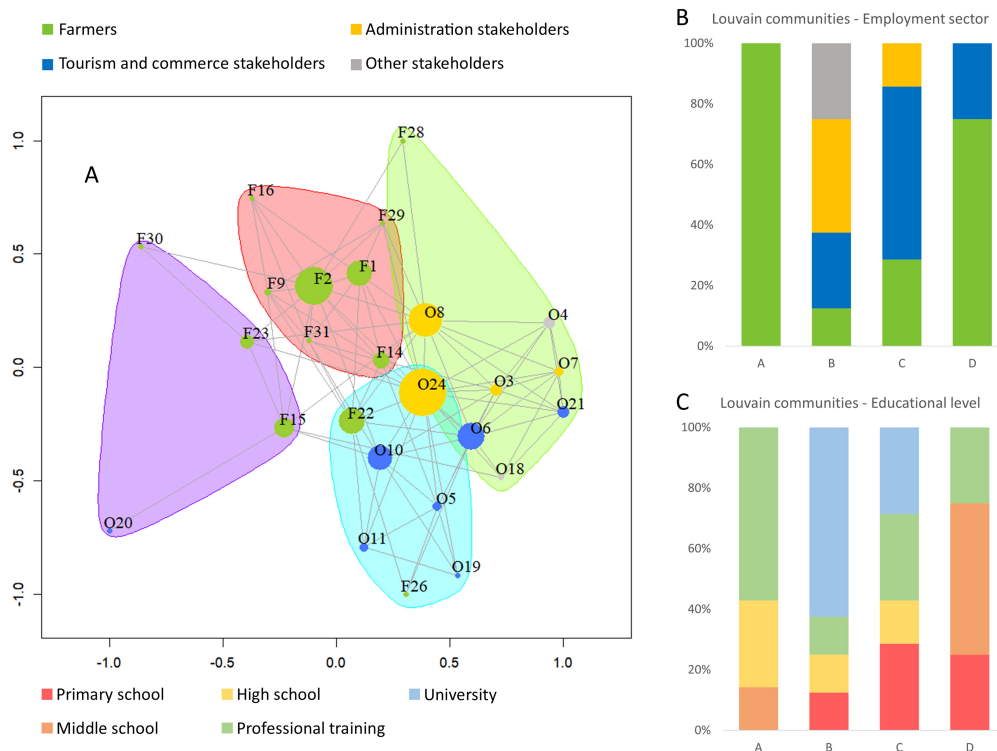 Farmers
Administration stakeholders
Tourism and commerce stakeholders
Other stakeholders
A
1.0
0.5
0.0
-0.5
-1.0
F28
F16
F29
F30
F2
F1
F9
O8
O4
F23
F31
F14
O7
O24
O3
O21
F15
F22
O6
O10
O18
O5
O20
O11
O19
F26
-1.0
-0.5
0.0
0.5
1.0
Primary school
High school
University
Middle school
Professional training
B
Louvain communities - Employment sector
100%
80%
60%
40%
20%
0%
A B C D
C
Louvain communities - Educational level
100%
80%
60%
40%
20%
0%
A B C D